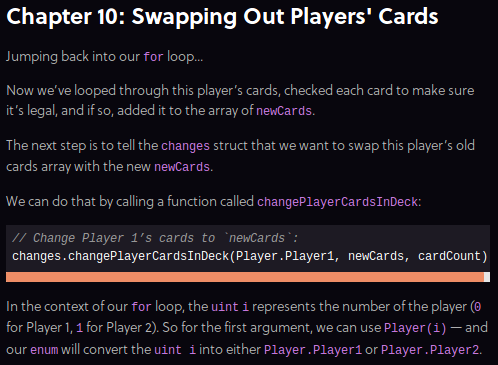 Chapter 10: Swapping Out Players' Cards
Jumping back into our for loop...
Now we've looped through this player's cards, checked each card to make sure
it's legal, and if so, added it to the array of newCards.
The next step is to tell the changes struct that we want to swap this player's old
cards array with the new newCards.
We can do that by calling a function called changePlayerCardsInDeck:
// Change Player 1's cards to `newCards`:
changes.changePlayerCardsInDeck(Player.Player1, newCards, cardCount)
In the context of our for loop, the uint i represents the number of the player (0
for Player 1, 1 for Player 2). So for the first argument, we can use Player(i) — and
our enum will convert the uint i into either Player.Player1 or Player.Player2.